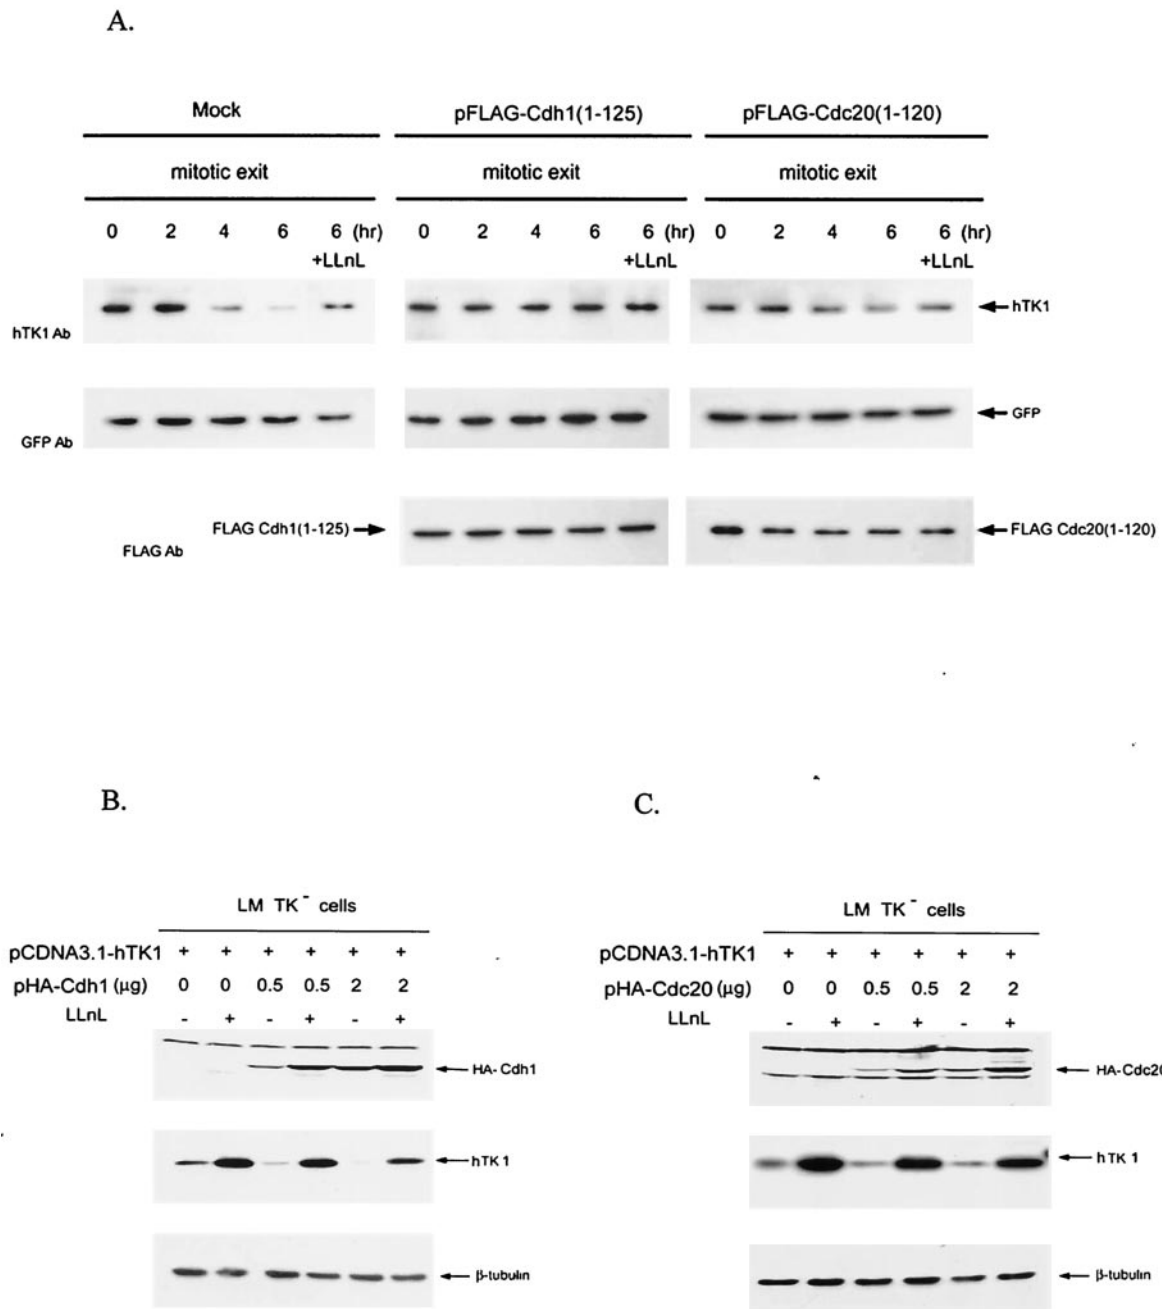 A.
Mock pFLAG-Cdh1(1-125) pFLAG-Cdc20(1-120)
mitotic exit mitotic exit mitotic exit
0 2 4 6 6 (hr) 0 2 4 6 6 (hr) 0 2 4 6 6 (hr)
+LLnL +LLnL +LLnL
hTK1 Ab hTK1
GFP Ab GFP
FLAG Ab FLAG Cdh1(1-125) FLAG Cdc20(1-120)
B.
LM TK⁻ cells
pCDNA3.1-hTK1 + + + + + +
pHA-Cdh1 (μg) 0 0 0.5 0.5 2 2
LLnL - + - + - +
HA-Cdh1
hTK 1
β-tubulin
C.
LM TK⁻ cells
pCDNA3.1-hTK1 + + + + + +
pHA-Cdc20 (μg) 0 0 0.5 0.5 2 2
LLnL - + - + - +
HA-Cdc20
hTK 1
β-tubulin